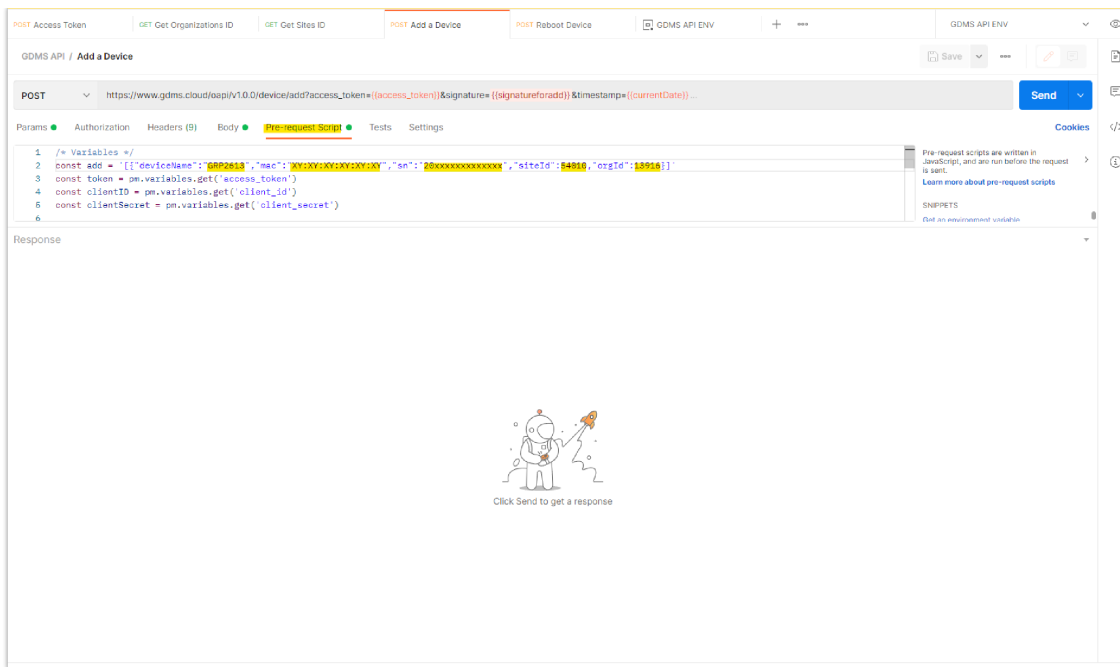 POST Access Token GET Get Organizations ID GET Get Sites ID POST Add a Device POST Reboot Device GDMS API ENV GDMS API ENV
GDMS API / Add a Device Save
POST https://www.gdms.cloud/oapi/v1.0.0/device/add?access_token={{access_token}}&signature={{signatureforadd}}&timestamp={{currentDate}}... Send
Params Authorization Headers (9) Body Pre-request Script Tests Settings Cookies
1 /* Variables */
2 const add = '[{"deviceName":"GRP2613","mac":"XY:XY:XY:XY:XY:XY","sn":"20xxxxxxxxxxxxx","siteId":54010,"orgId":13916}]'
3 const token = pm.variables.get('access_token')
4 const clientID = pm.variables.get('client_id')
5 const clientSecret = pm.variables.get('client_secret')
6
Pre-request scripts are written in
JavaScript, and are run before the request
is sent.
Learn more about pre-request scripts
SNIPPETS
Get an environment variable
Response
Click Send to get a response